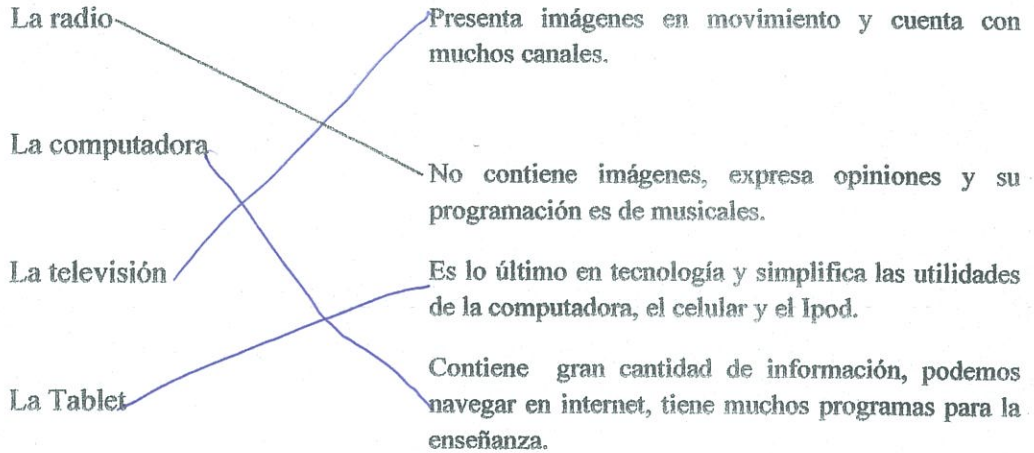 La radio
Presenta imágenes en movimiento y cuenta con
muchos canales.
La computadora
No contiene imágenes, expresa opiniones y su
programación es de musicales.
La televisión
Es lo último en tecnología y simplifica las utilidades
de la computadora, el celular y el Ipod.
La Tablet
Contiene gran cantidad de información, podemos
navegar en internet, tiene muchos programas para la
enseñanza.